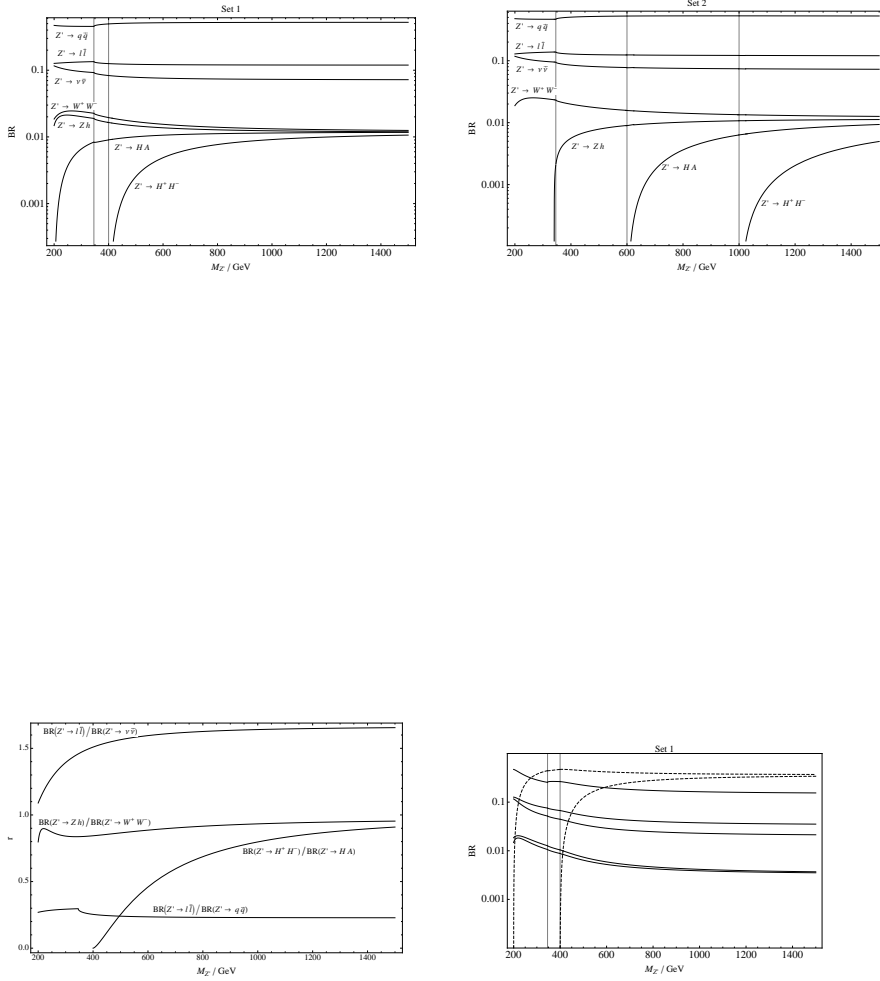 Set 1
Z' → q q̄
Z' → l l̄
Z' → ν ν̄
Z' → W⁺ W⁻
Z' → Z h
Z' → H A
Z' → H⁺ H⁻
BR
0.1
0.01
0.001
200 400 600 800 1000 1200 1400
M_Z' / GeV
Set 2
Z' → q q̄
Z' → l l̄
Z' → ν ν̄
Z' → W⁺ W⁻
Z' → Z h
Z' → H A
Z' → H⁺ H⁻
BR
0.1
0.01
0.001
200 400 600 800 1000 1200 1400
M_Z' / GeV
BR(Z' → l l̄)/BR(Z' → ν ν̄)
BR(Z' → Z h)/BR(Z' → W⁺ W⁻)
BR(Z' → H⁺ H⁻)/BR(Z' → H A)
BR(Z' → l l̄)/BR(Z' → q q̄)
r
1.5
1.0
0.5
0.0
200 400 600 800 1000 1200 1400
M_Z' / GeV
Set 1
BR
0.1
0.01
0.001
200 400 600 800 1000 1200 1400
M_Z' / GeV